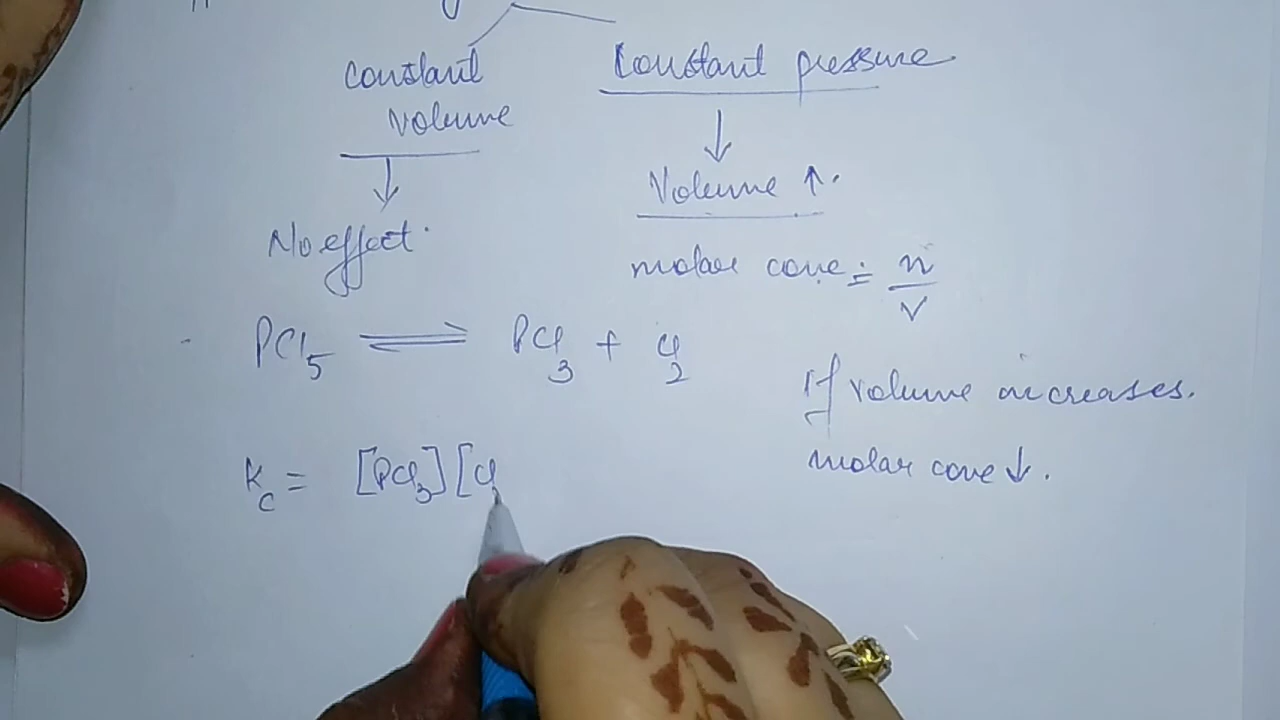 Constant
volume
Constant pressure
No effect.
Volume ↑.
molar conc = n/V
PCl5 ⇌ PCl3 + Cl2
If volume increases.
molar conc ↓.
Kc = [PCl3][Cl